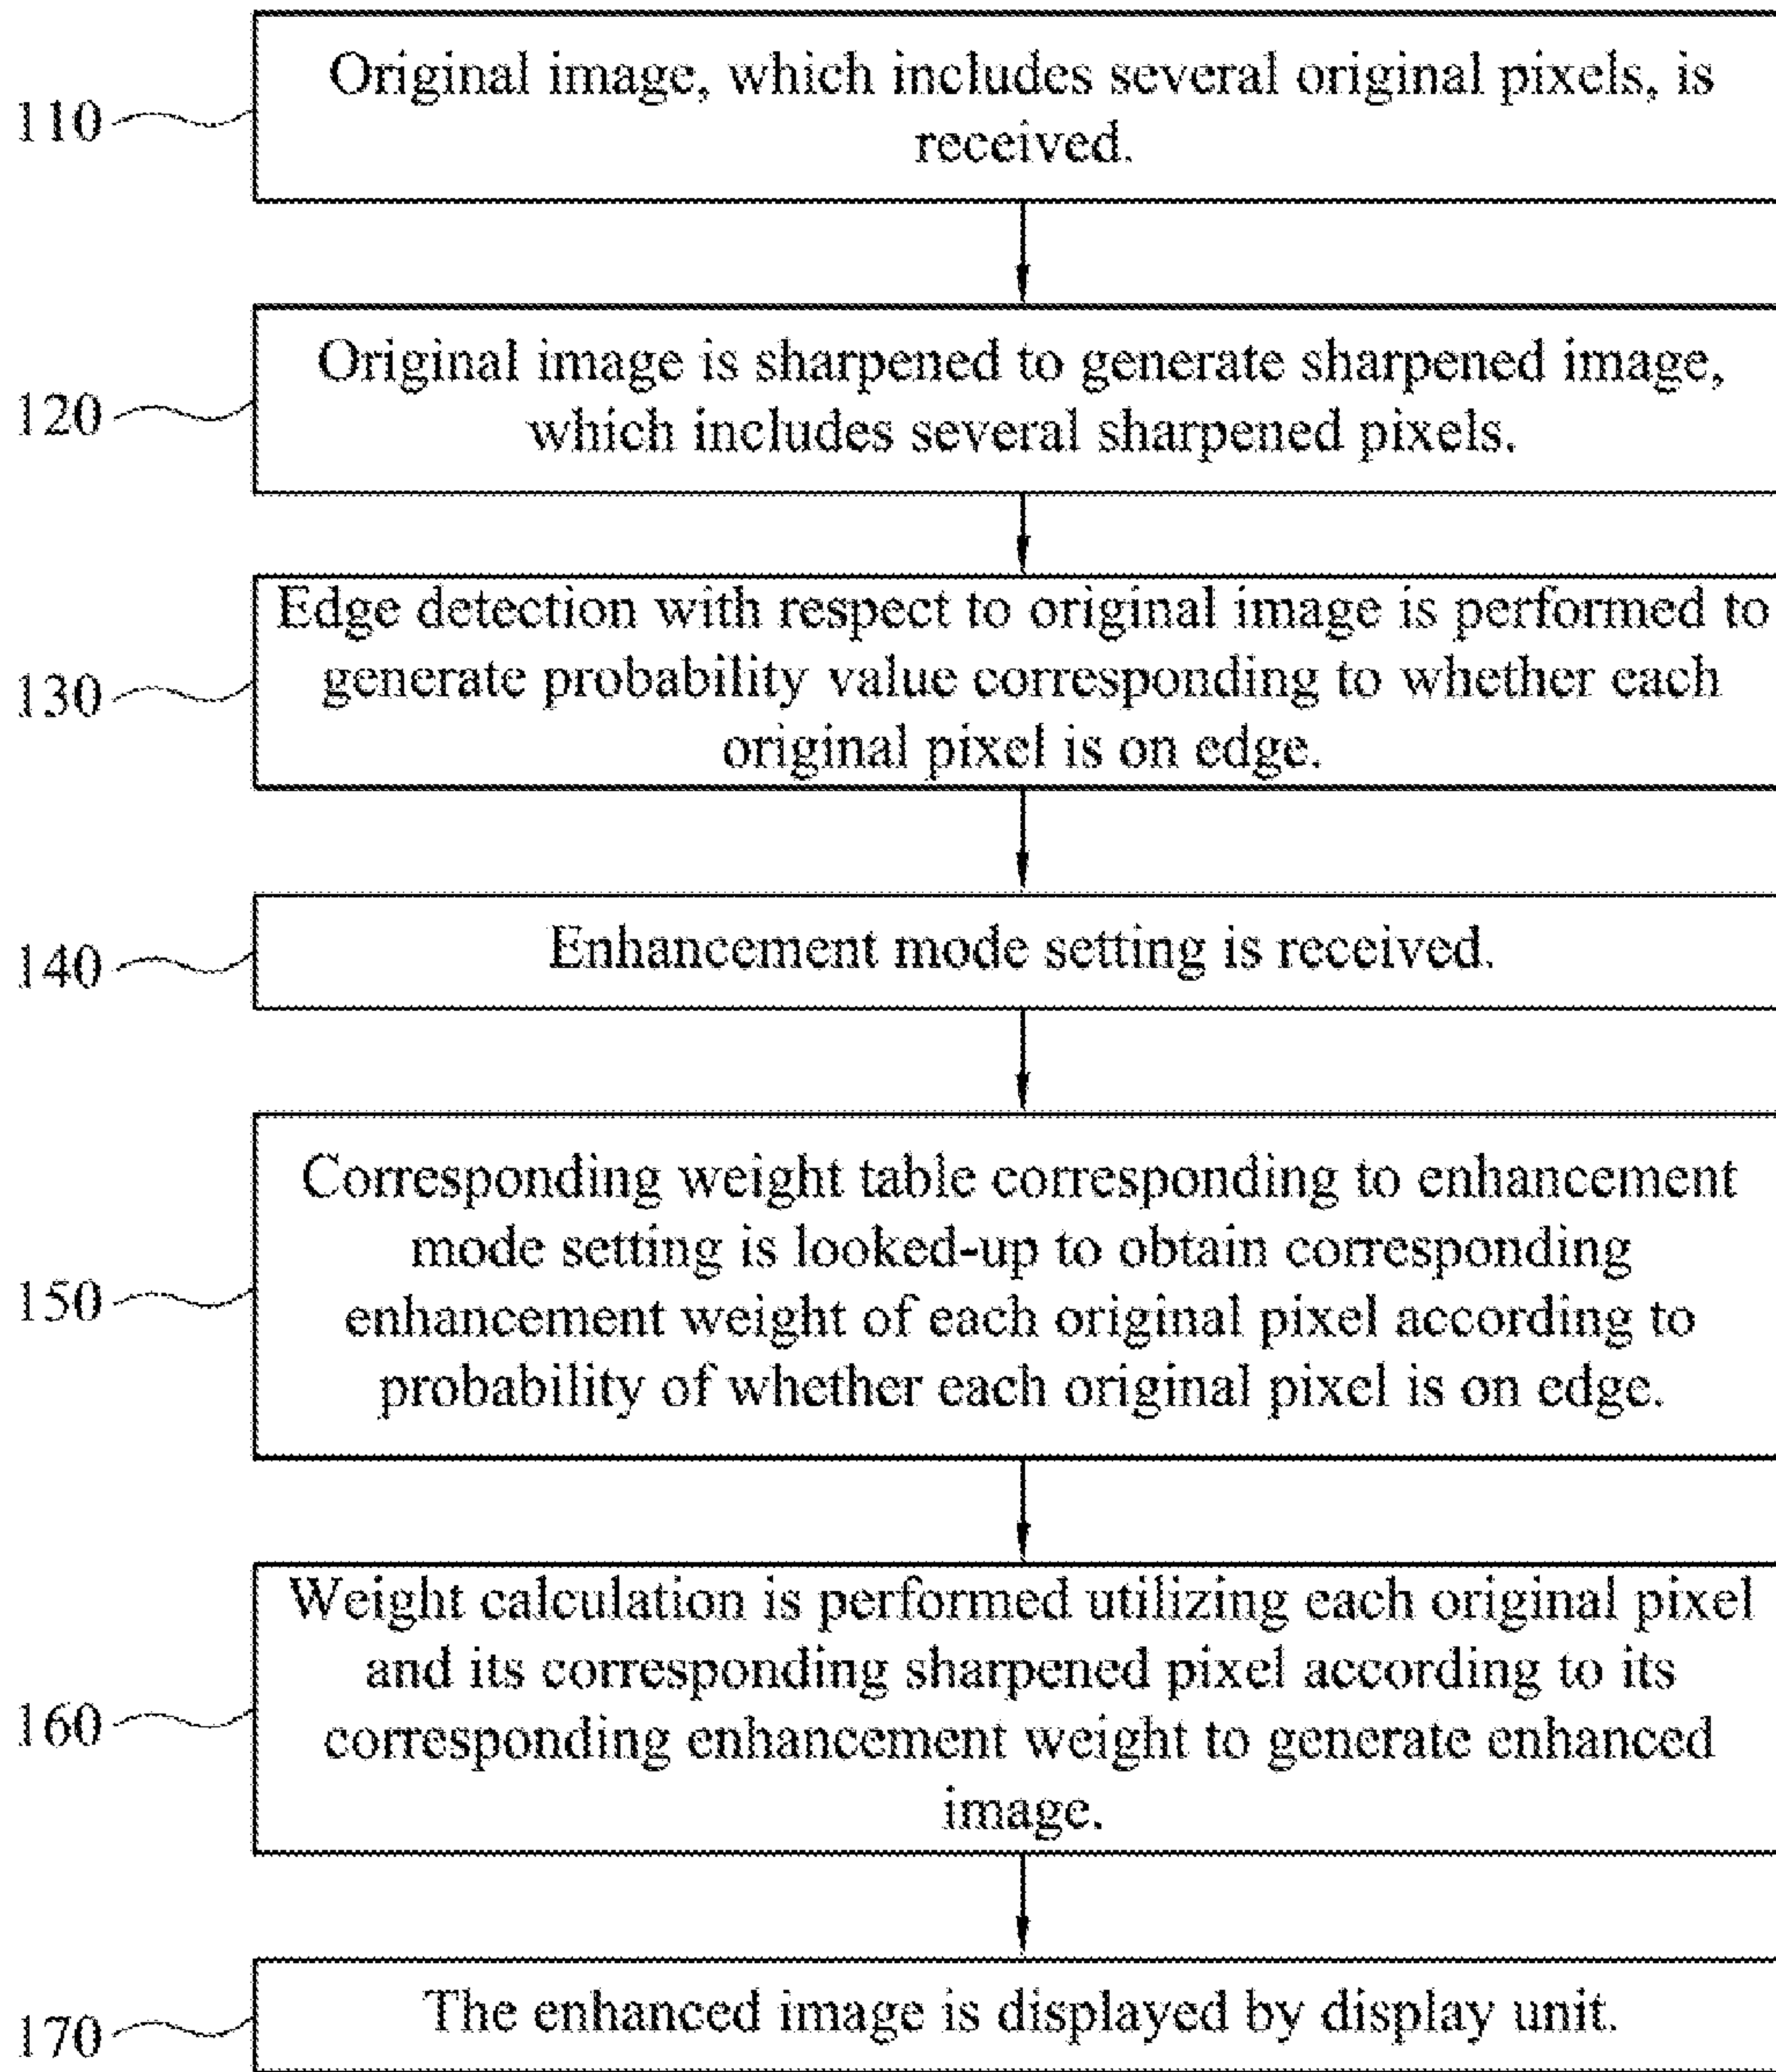 110
Original image, which includes several original pixels, is
received.
120
Original image is sharpened to generate sharpened image,
which includes several sharpened pixels.
130
Edge detection with respect to original image is performed to
generate probability value corresponding to whether each
original pixel is on edge.
140
Enhancement mode setting is received.
150
Corresponding weight table corresponding to enhancement
mode setting is looked-up to obtain corresponding
enhancement weight of each original pixel according to
probability of whether each original pixel is on edge.
160
Weight calculation is performed utilizing each original pixel
and its corresponding sharpened pixel according to its
corresponding enhancement weight to generate enhanced
image.
170
The enhanced image is displayed by display unit.